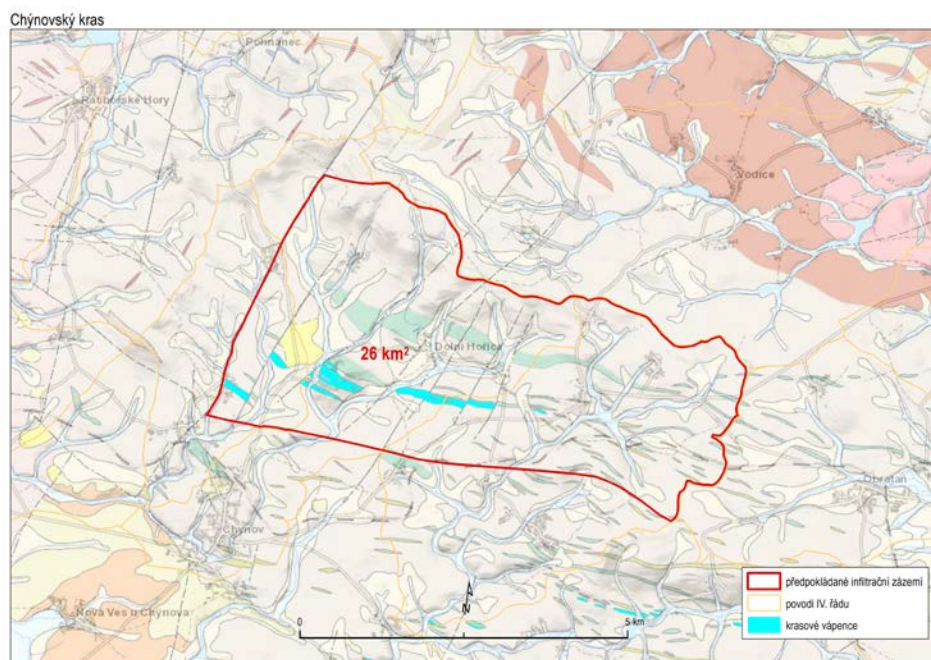 Chýnovský kras
Pohnanec
Ratibořské Hory
Vodice
Dolní Hořice
26 km²
Obrataň
Chýnov
Nová Ves u Chýnova
N
0
5 km
předpokládané infiltrační zázemí
povodí IV. řádu
krasové vápence